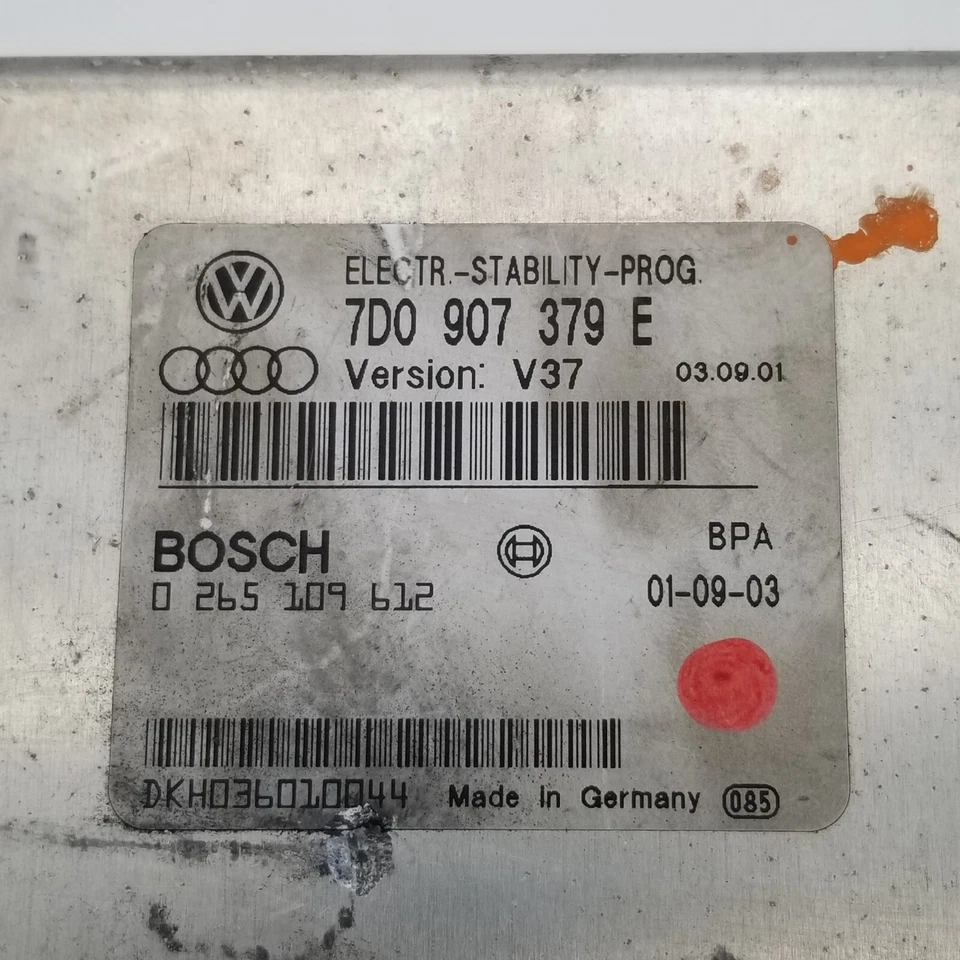 ELECTR.-STABILITY-PROG.
7D0 907 379 E
Version: V37 03.09.01
BOSCH BPA
0 265 109 612 01-09-03
DKH036010044 Made in Germany 085